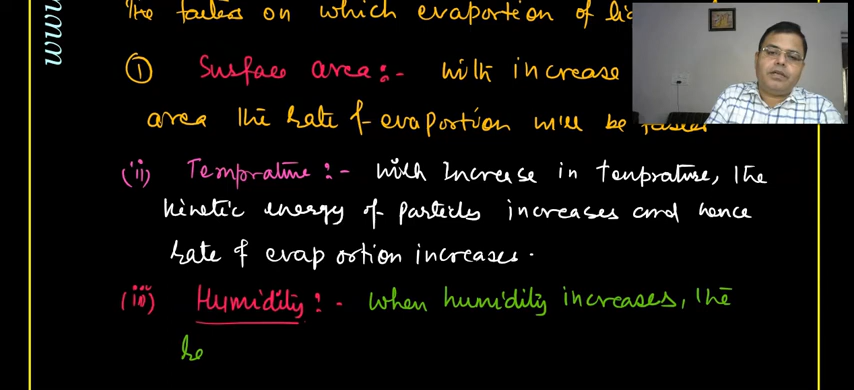 The factors on which evaportion of
① Surface area :- with increase
area the rate of evaportion will be faster
(ii) Temprature :- with Increase in tenprature, the
kinetic energy of particles increases and hence
rate of evaportion increases.
(iii) Humidity :- when humidity increases, the